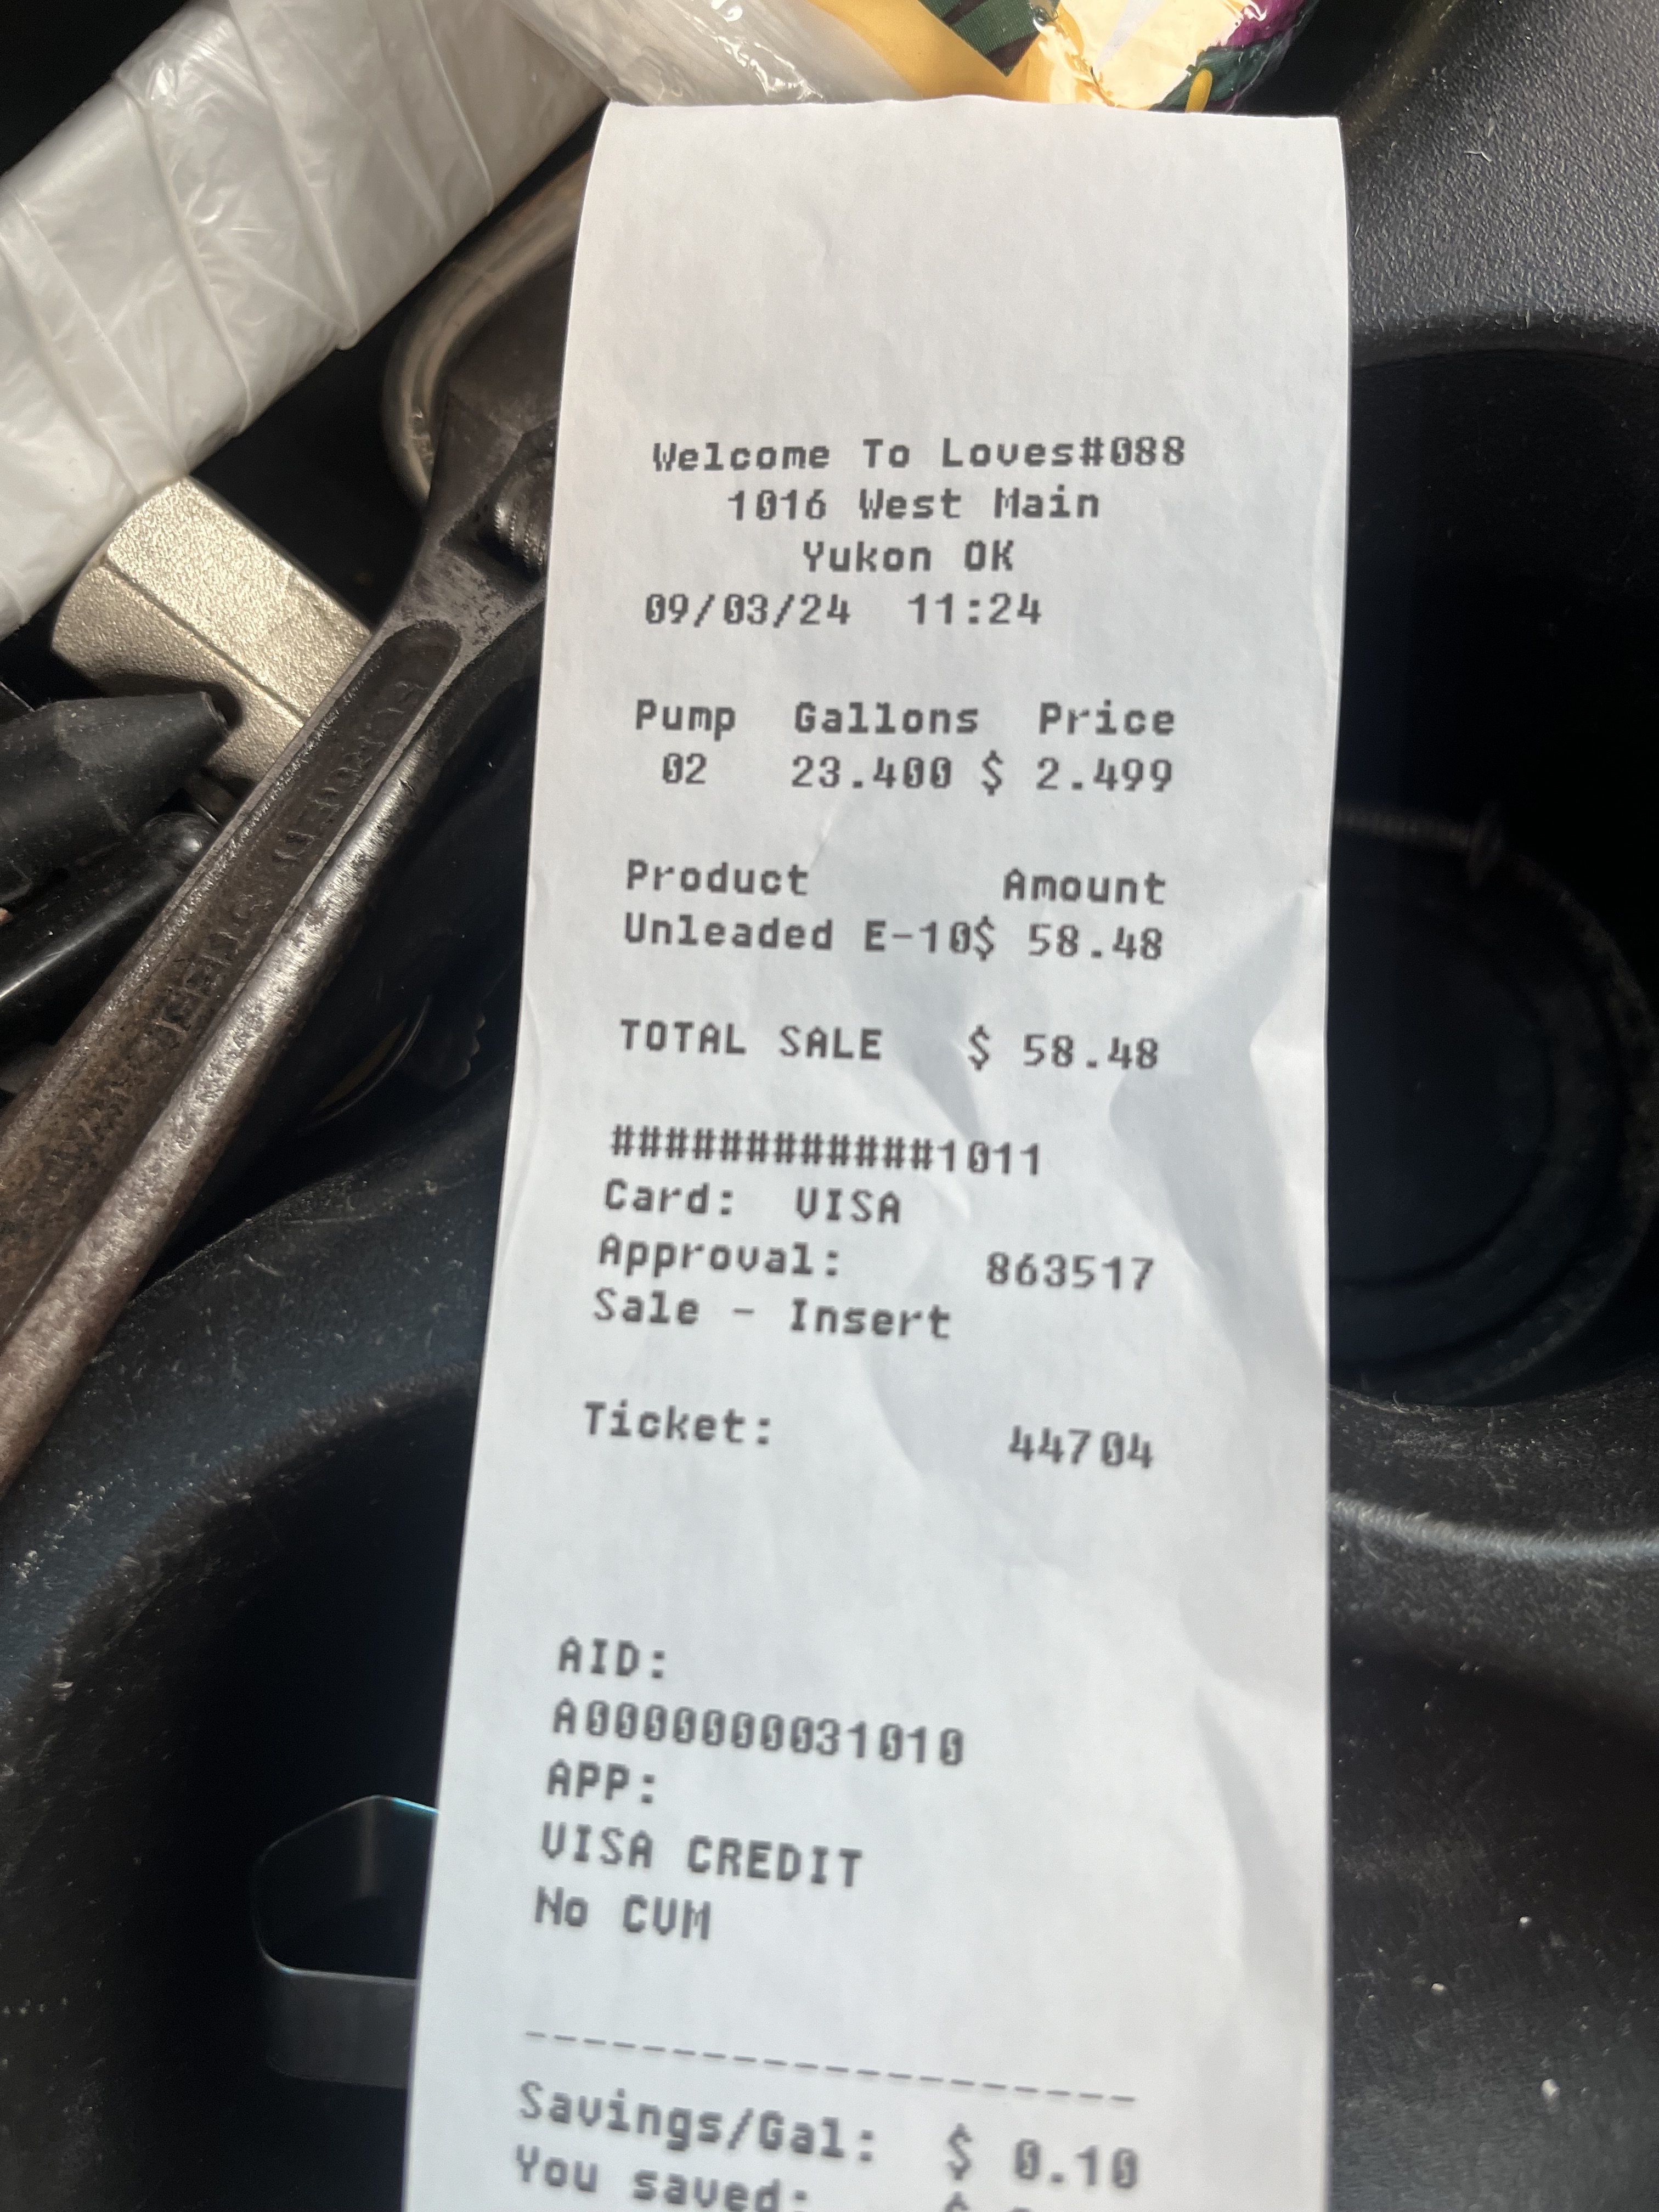 Welcome To Loves#088
1016 West Main
Yukon OK
09/03/24 11:24
Pump Gallons Price
02 23.400 $ 2.499
Product Amount
Unleaded E-10$ 58.48
TOTAL SALE $ 58.48
############1011
Card: VISA
Approval: 863517
Sale - Insert
Ticket: 44704
AID:
A0000000031010
APP:
VISA CREDIT
No CVM
--------------------
Savings/Gal: $ 0.10
You saved: $